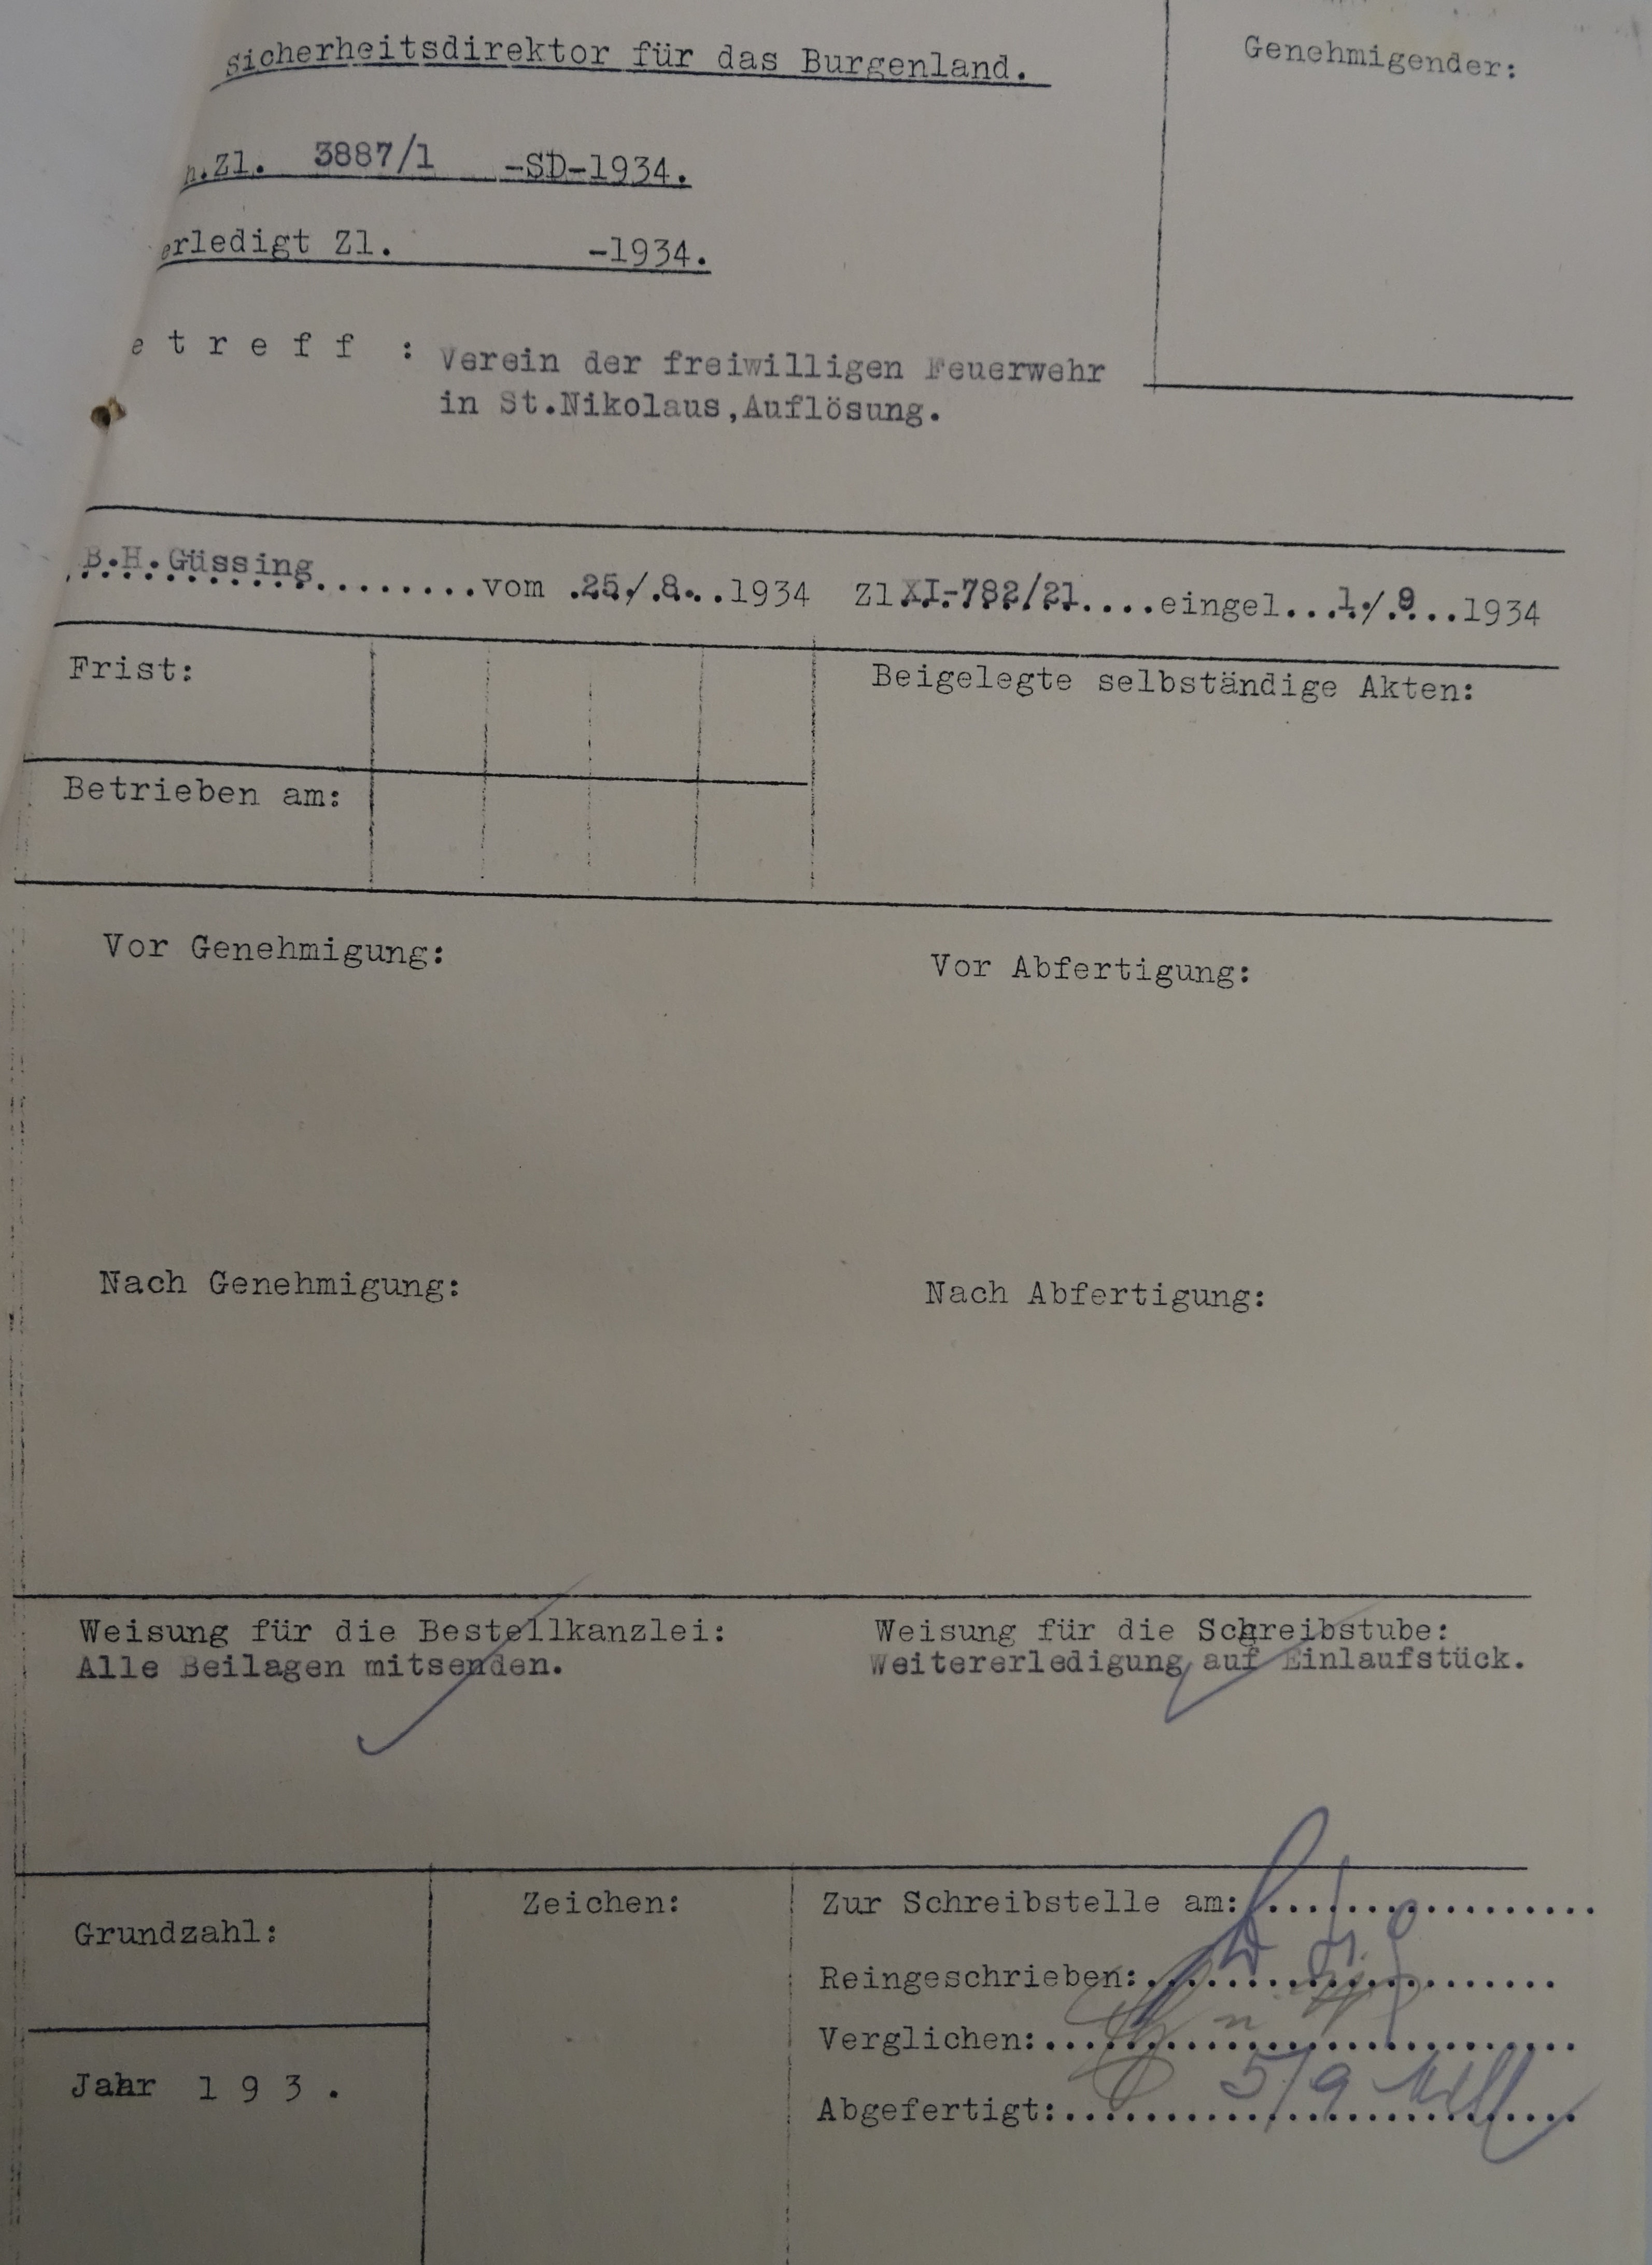 Sicherheitsdirektor für das Burgenland.
Genehmigender:
n.Zl. 3887/1 -SD-1934.
erledigt Zl. -1934.
etreff : Verein der freiwilligen Feuerwehr
in St.Nikolaus,Auflösung.
B.H.Güssing.........vom .25./.8...1934 Zl.XI.-782/21....eingel...1./.9...1934
Frist:
Beigelegte selbständige Akten:
Betrieben am:
Vor Genehmigung:
Vor Abfertigung:
Nach Genehmigung:
Nach Abfertigung:
Weisung für die Bestellkanzlei:
Alle Beilagen mitsenden.
Weisung für die Schreibstube:
Weitererledigung auf Einlaufstück.
Grundzahl:
Zeichen:
Zur Schreibstelle am:..................
Reingeschrieben:....................
Verglichen:..........................
Abgefertigt:......5/9....................
Jahr 193.